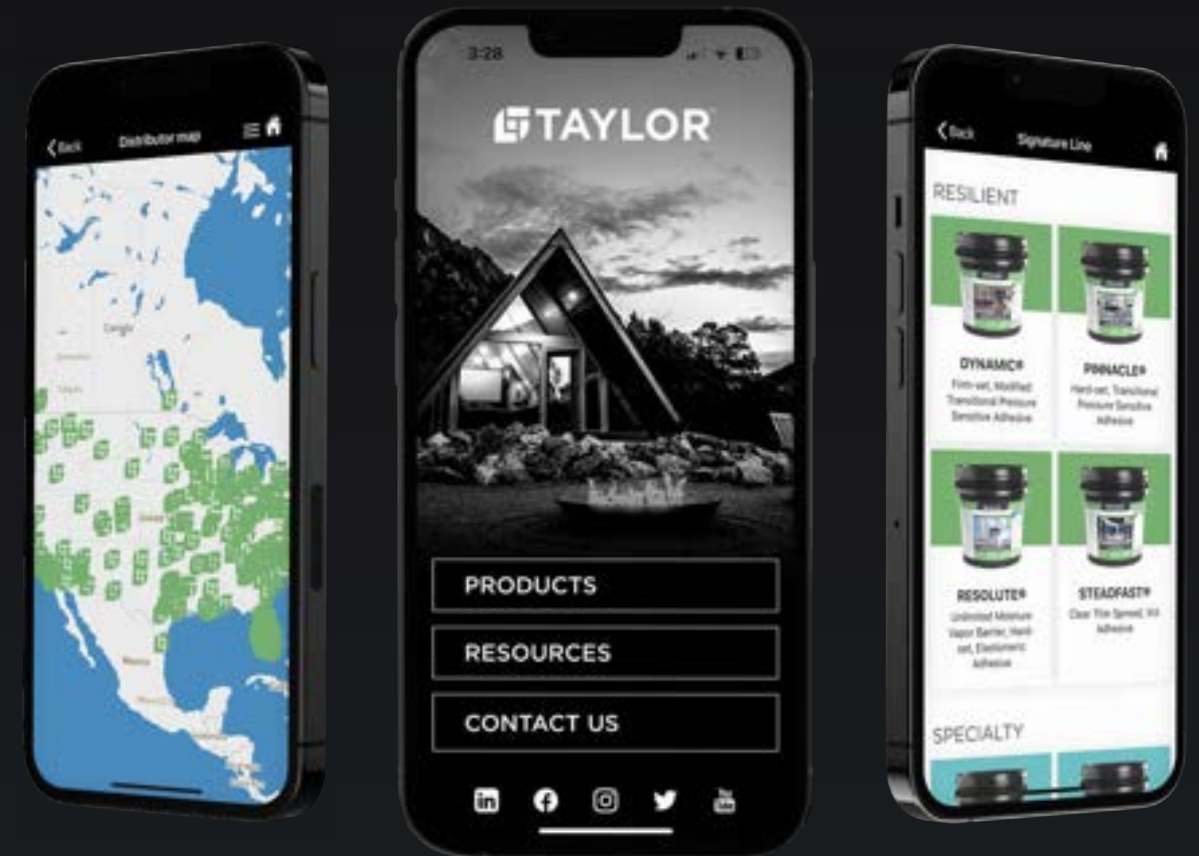 Back
Distributor map
Canada
Mexico
3:28
TAYLOR
PRODUCTS
RESOURCES
CONTACT US
Back
Signature Line
RESILIENT
DYNAMIC®
Firm-set, Modified
Transitional Pressure
Sensitive Adhesive
PINNACLE®
Hard-set, Transitional
Pressure Sensitive
Adhesive
RESOLUTE®
Unlimited Moisture
Vapor Barrier, Hard-
set, Elastomeric
Adhesive
STEADFAST®
Clear Thin Spread,
Adhesive
SPECIALTY